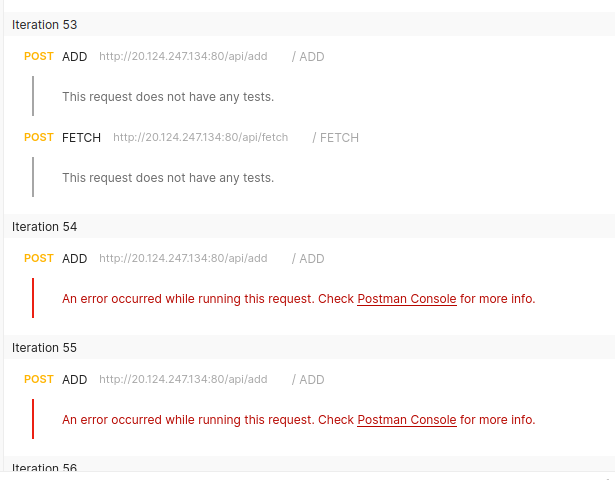 Iteration 53
POST ADD http://20.124.247.134:80/api/add / ADD
This request does not have any tests.
POST FETCH http://20.124.247.134:80/api/fetch / FETCH
This request does not have any tests.
Iteration 54
POST ADD http://20.124.247.134:80/api/add / ADD
An error occurred while running this request. Check Postman Console for more info.
Iteration 55
POST ADD http://20.124.247.134:80/api/add / ADD
An error occurred while running this request. Check Postman Console for more info.
Iteration 56